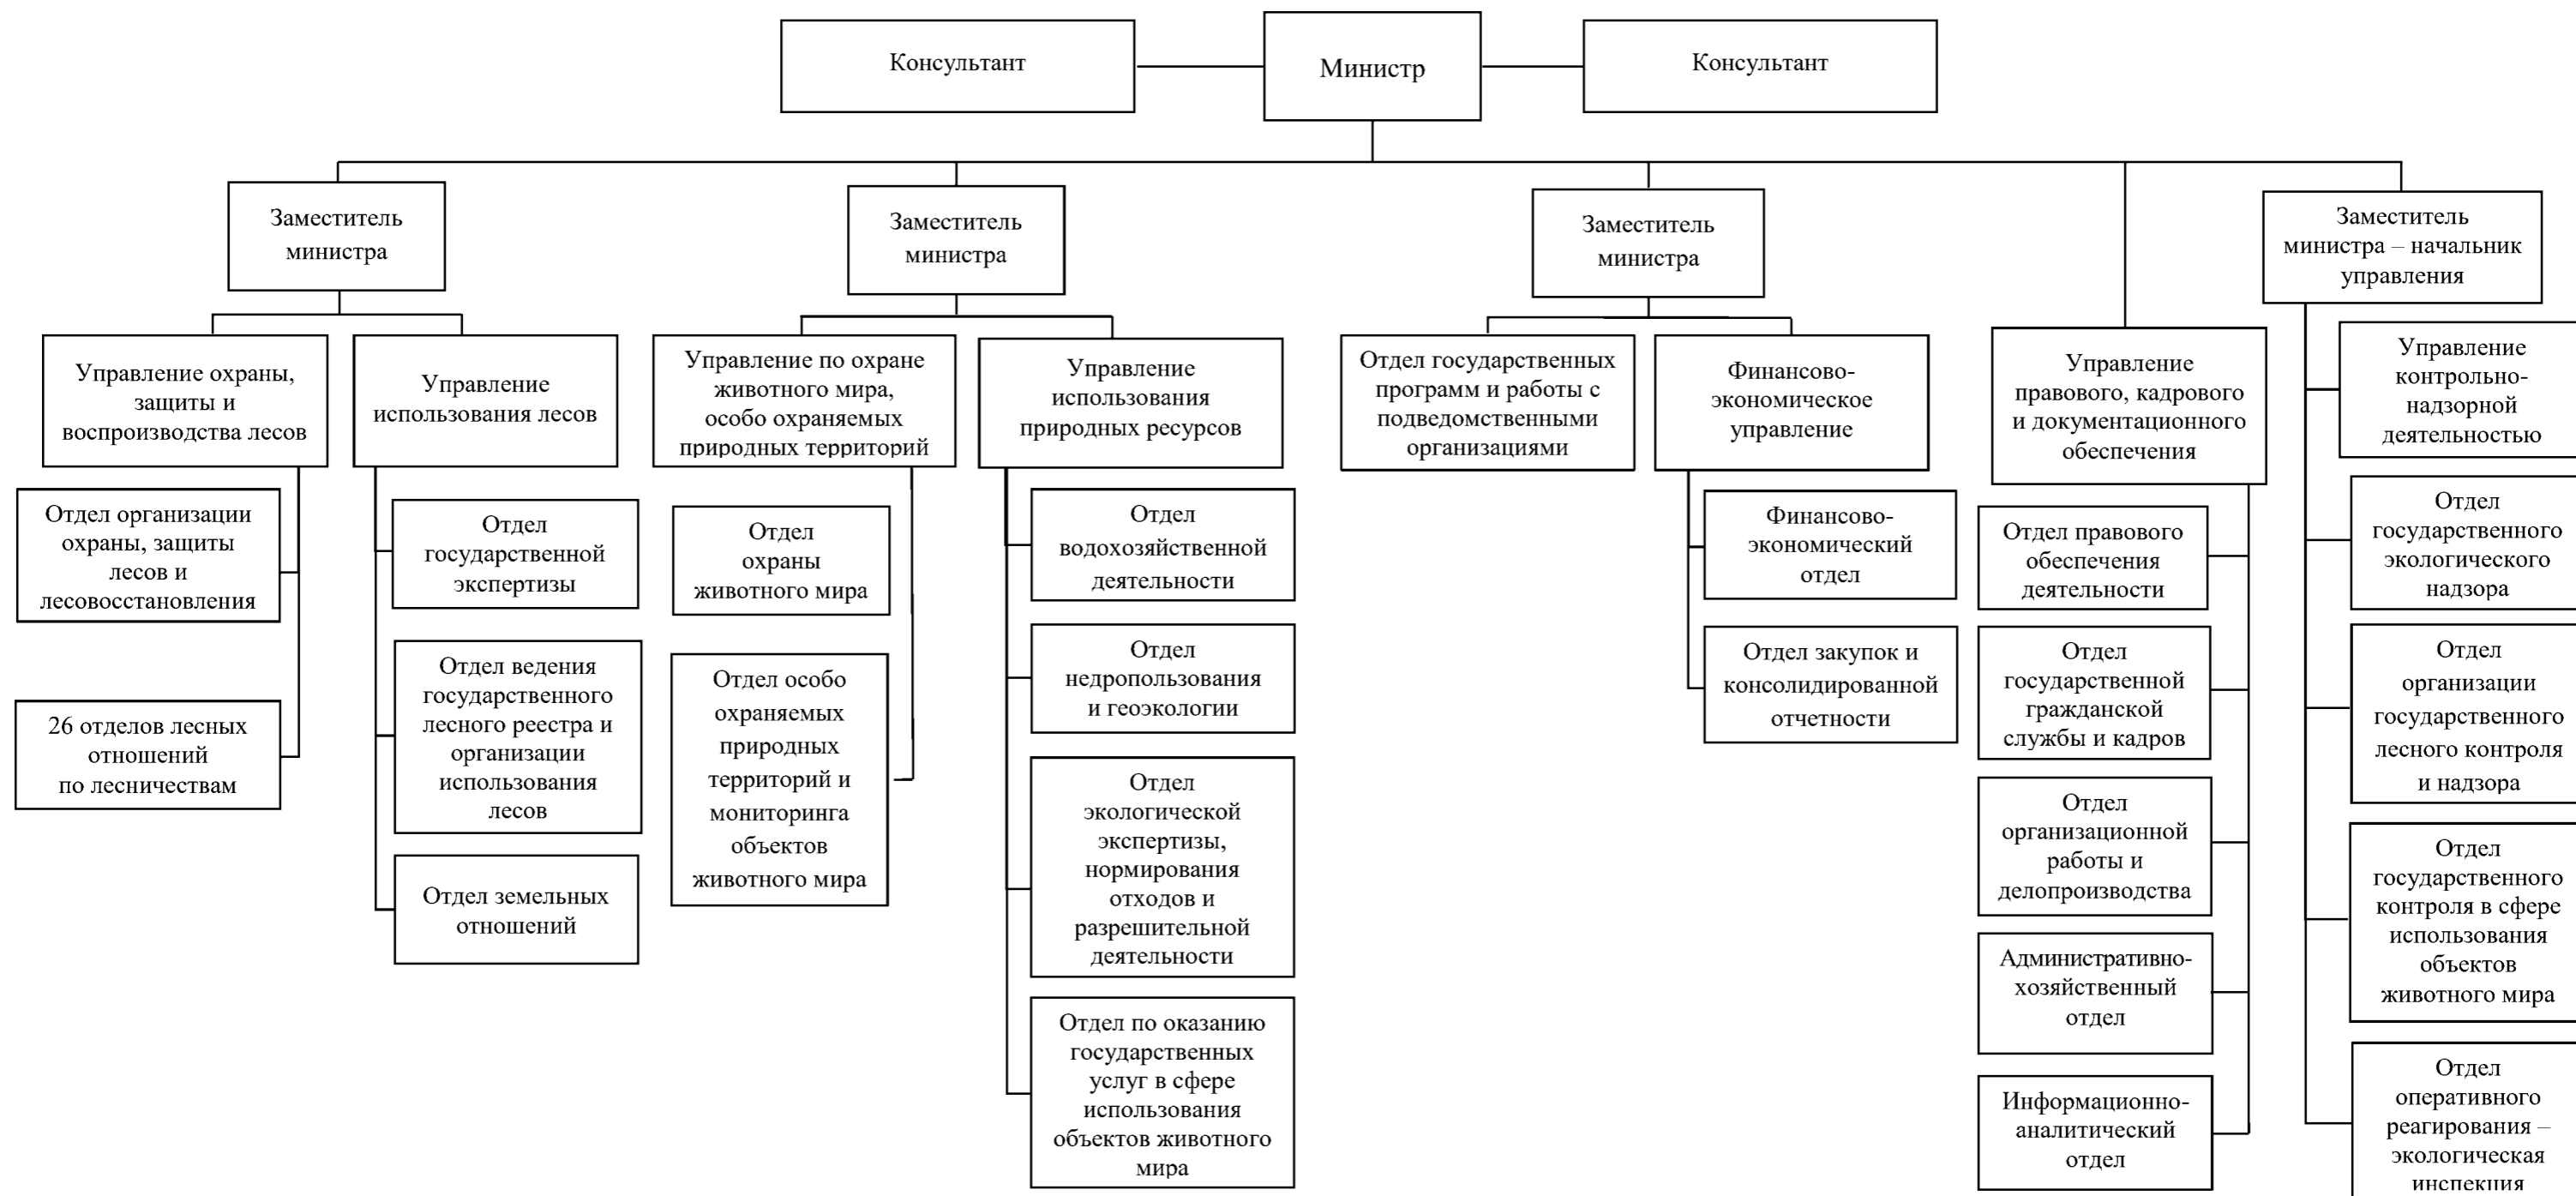 Консультант
Министр
Консультант
Заместитель
министра
Заместитель
министра
Заместитель
министра
Заместитель
министра – начальник
управления
Управление охраны,
защиты и
воспроизводства лесов
Управление
использования лесов
Управление по охране
животного мира,
особо охраняемых
природных территорий
Управление
использования
природных ресурсов
Отдел государственных
программ и работы с
подведомственными
организациями
Финансово-
экономическое
управление
Управление
правового, кадрового
и документационного
обеспечения
Управление
контрольно-
надзорной
деятельностью
Отдел организации
охраны, защиты
лесов и
лесовосстановления
26 отделов лесных
отношений
по лесничествам
Отдел
государственной
экспертизы
Отдел ведения
государственного
лесного реестра и
организации
использования
лесов
Отдел земельных
отношений
Отдел
охраны
животного мира
Отдел особо
охраняемых
природных
территорий и
мониторинга
объектов
животного мира
Отдел
водохозяйственной
деятельности
Отдел
недропользования
и геоэкологии
Отдел
экологической
экспертизы,
нормирования
отходов и
разрешительной
деятельности
Отдел по оказанию
государственных
услуг в сфере
использования
объектов животного
мира
Финансово-
экономический
отдел
Отдел закупок и
консолидированной
отчетности
Отдел правового
обеспечения
деятельности
Отдел
государственной
гражданской
службы и кадров
Отдел
организационной
работы и
делопроизводства
Административно-
хозяйственный
отдел
Информационно-
аналитический
отдел
Отдел
государственного
экологического
надзора
Отдел
организации
государственного
лесного контроля
и надзора
Отдел
государственного
контроля в сфере
использования
объектов
животного мира
Отдел
оперативного
реагирования –
экологическая
инспекция